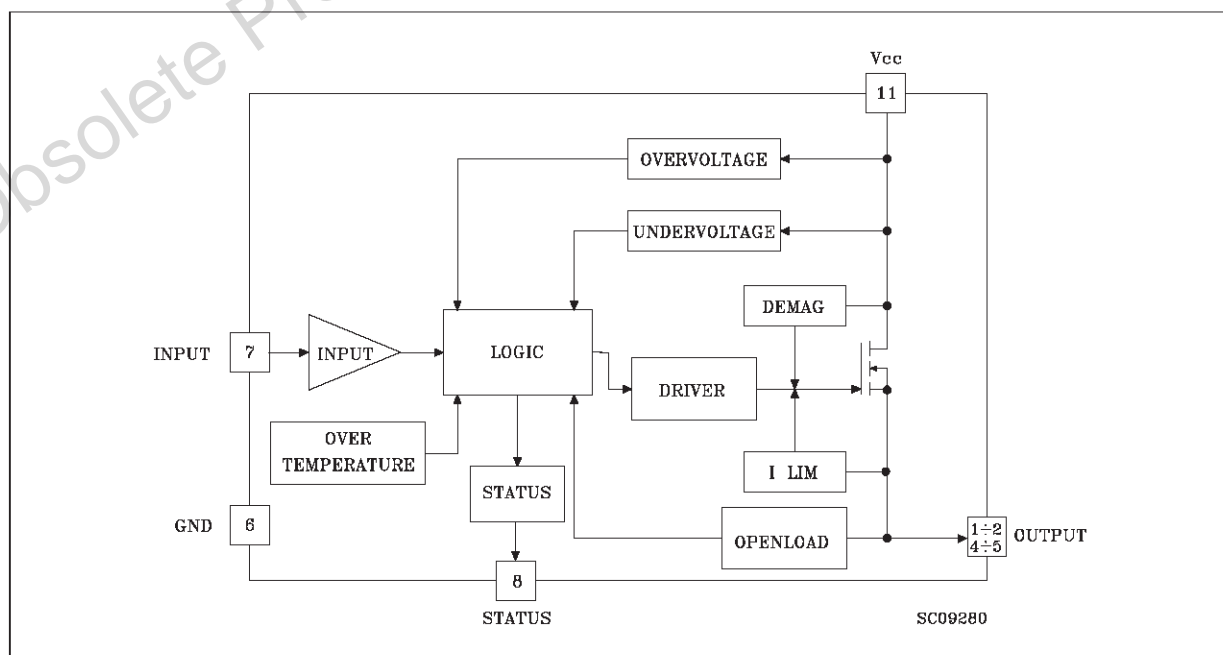 obsolete Pr
Vcc
11
OVERVOLTAGE
UNDERVOLTAGE
DEMAG
INPUT
7
INPUT
LOGIC
DRIVER
OVER
TEMPERATURE
I LIM
STATUS
GND
6
OPENLOAD
1÷2
4÷5
OUTPUT
8
STATUS
SC09280